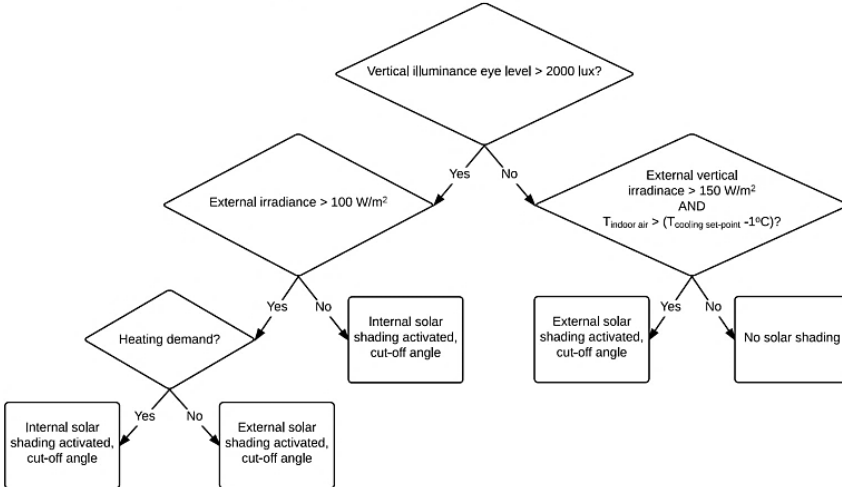 Vertical illuminance eye level > 2000 lux?
Yes
No
External irradiance > 100 W/m²
External vertical
irradinace > 150 W/m²
AND
Tindoor air > (Tcooling set-point -1ºC)?
Yes
No
Yes
No
Heating demand?
Internal solar
shading activated,
cut-off angle
External solar
shading activated,
cut-off angle
No solar shading
Yes
No
Internal solar
shading activated,
cut-off angle
External solar
shading activated,
cut-off angle